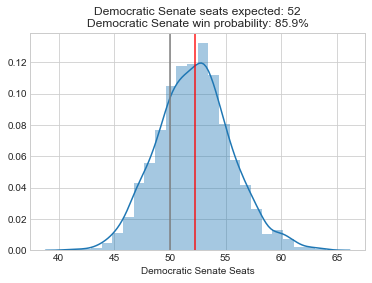 Democratic Senate seats expected: 52
Democratic Senate win probability: 85.9%
0.12
0.10
0.08
0.06
0.04
0.02
0.00
40 45 50 55 60 65
Democratic Senate Seats